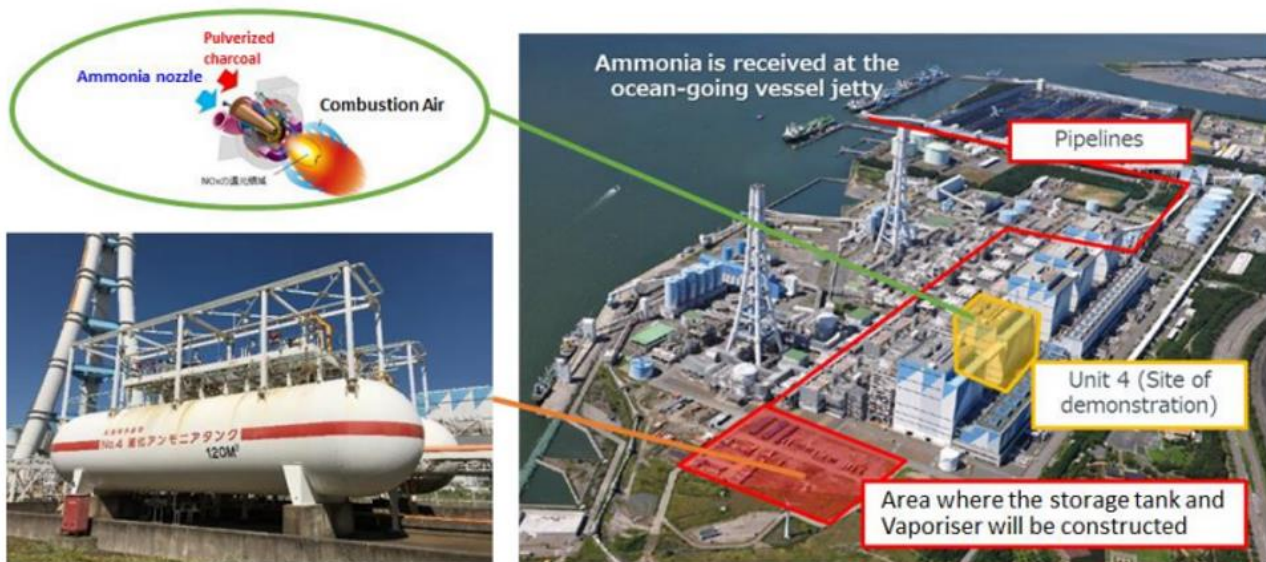 Pulverized
charcoal
Ammonia nozzle
Combustion Air
NOxの還元領域
Ammonia is received at the
ocean-going vessel jetty
Pipelines
Unit 4 (Site of
demonstration)
Area where the storage tank and
Vaporiser will be constructed
No.4 液化アンモニアタンク
120M³